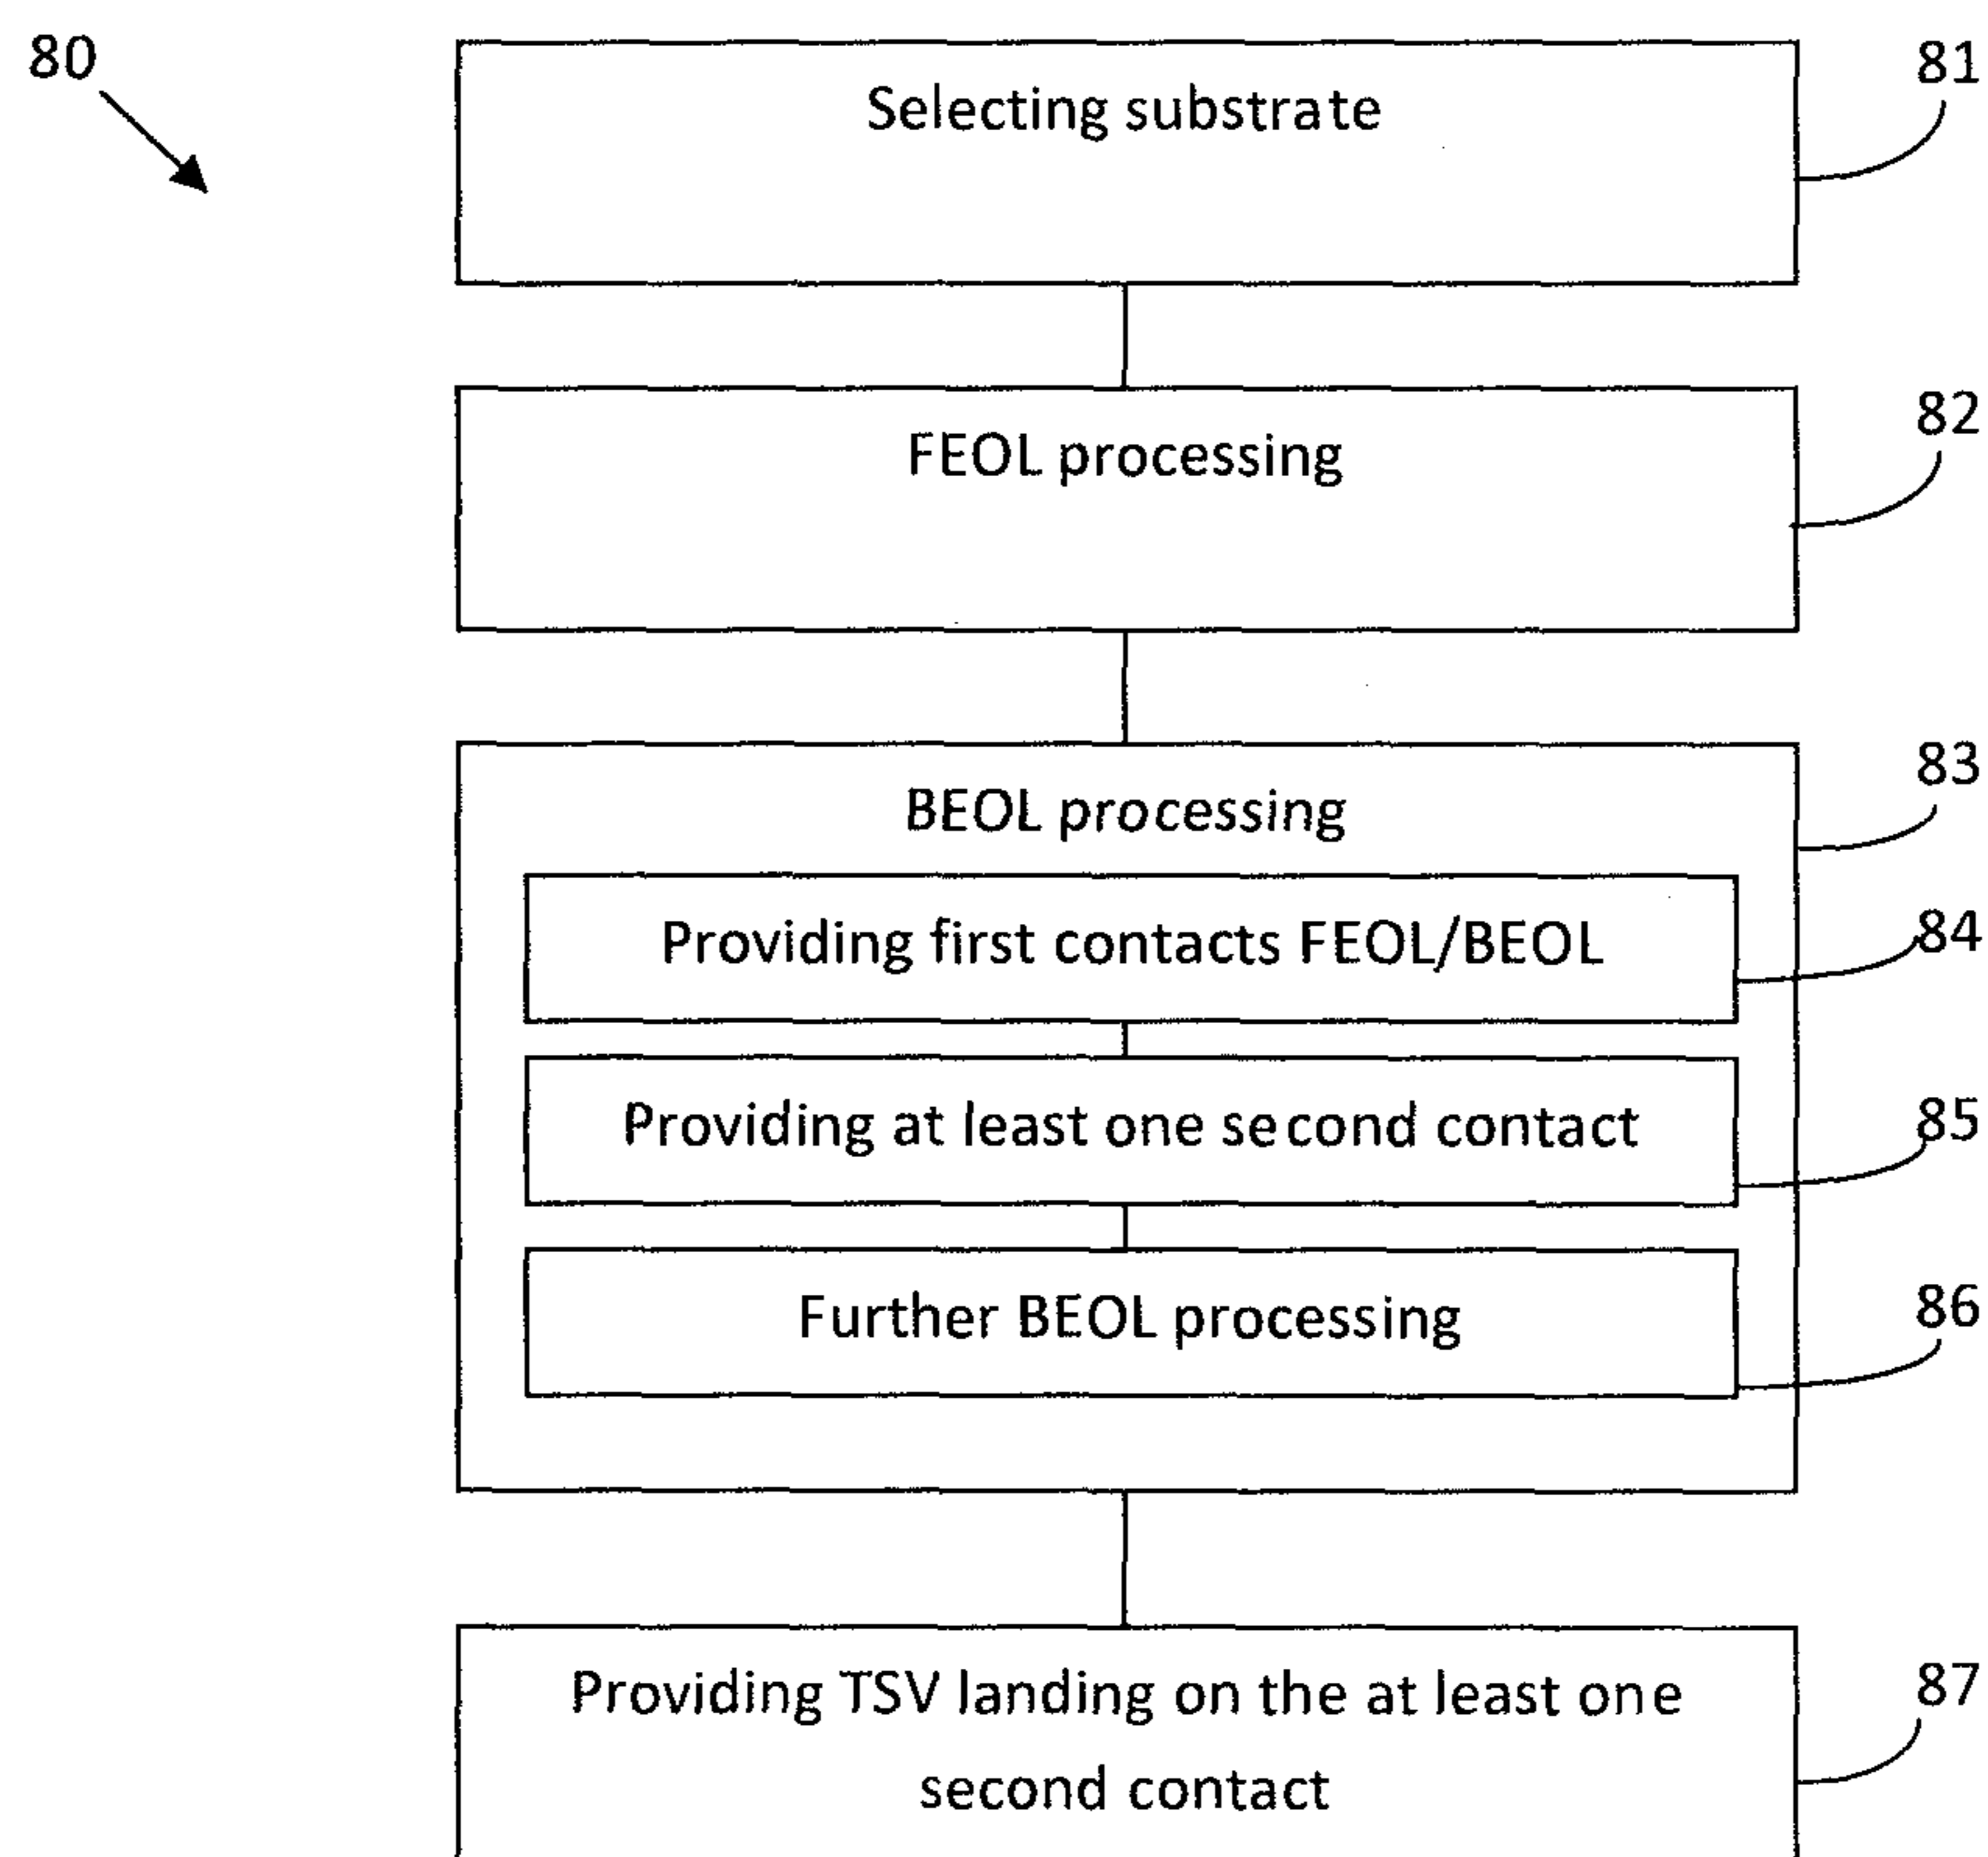 80
Selecting substrate
81
FEOL processing
82
BEOL processing
83
Providing first contacts FEOL/BEOL
84
Providing at least one second contact
85
Further BEOL processing
86
Providing TSV landing on the at least one
second contact
87